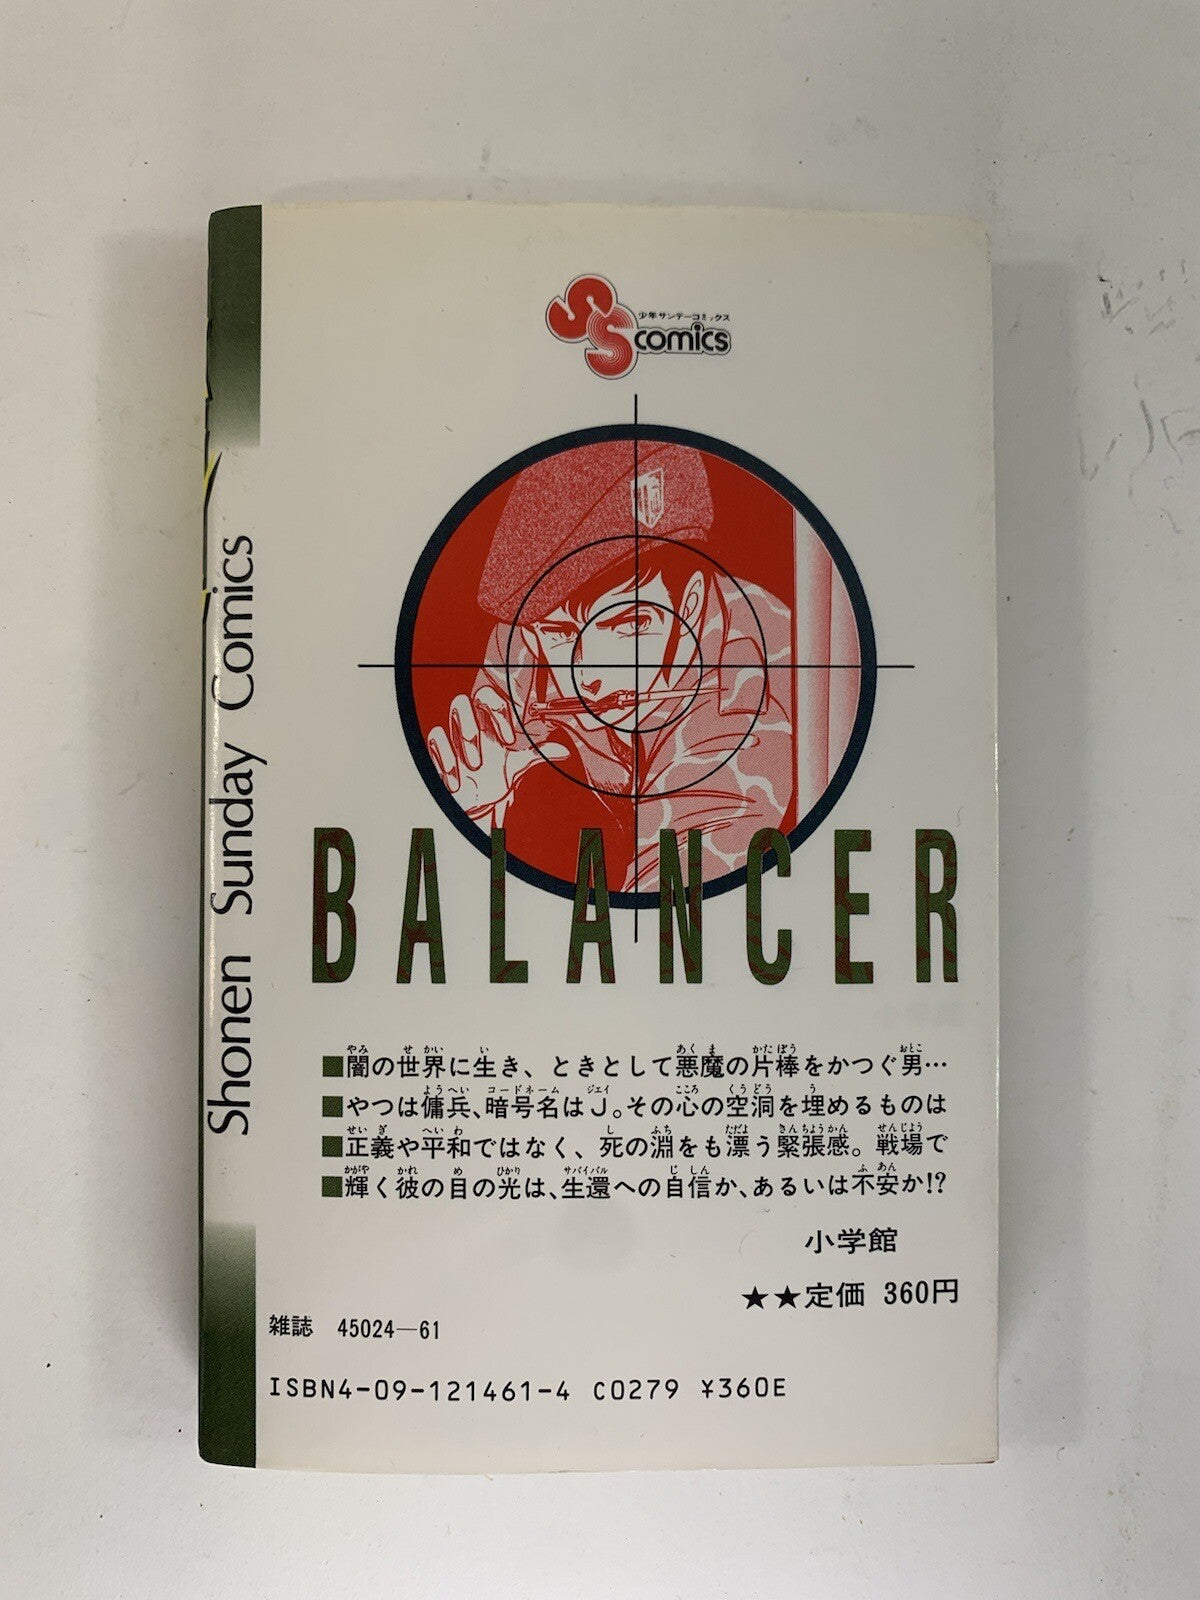 少年サンデーコミックス
SS comics
BALANCER
■闇の世界に生き、ときとして悪魔の片棒をかつぐ男…
■やつは傭兵、暗号名はJ。その心の空洞を埋めるものは
■正義や平和ではなく、死の淵をも漂う緊張感。戦場で
■輝く彼の目の光は、生還への自信か、あるいは不安か!?
小学館
★★定価 360円
雑誌 45024—61
ISBN4-09-121461-4 C0279 ¥360E
Shonen Sunday Comics